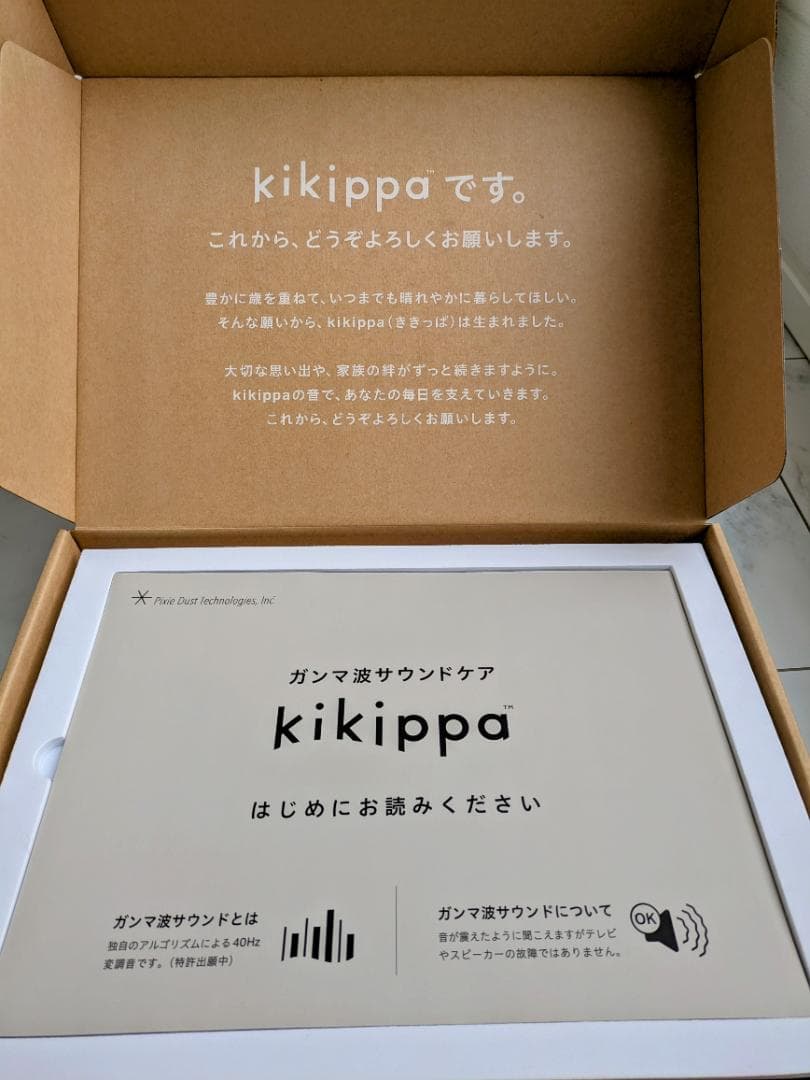 kikippa™です。
これから、どうぞよろしくお願いします。
豊かに歳を重ねて、いつまでも晴れやかに暮らしてほしい。
そんな願いから、kikippa（ききっぱ）は生まれました。
大切な思い出や、家族の絆がずっと続きますように。
kikippaの音で、あなたの毎日を支えていきます。
これから、どうぞよろしくお願いします。
Pixie Dust Technologies, Inc.
ガンマ波サウンドケア
kikippa™
はじめにお読みください
ガンマ波サウンドとは
独自のアルゴリズムによる40Hz
変調音です。（特許出願中）
ガンマ波サウンドについて
音が震えたように聞こえますがテレビ
やスピーカーの故障ではありません。
OK